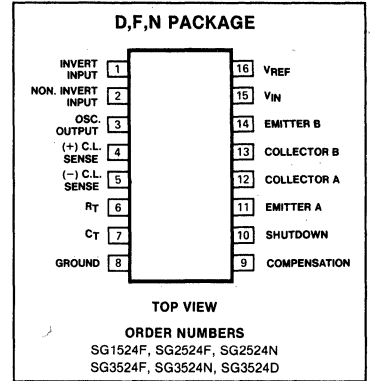 D,F,N PACKAGE
INVERT INPUT 1
NON. INVERT INPUT 2
OSC. OUTPUT 3
(+) C.L. SENSE 4
(−) C.L. SENSE 5
RT 6
CT 7
GROUND 8
16 VREF
15 VIN
14 EMITTER B
13 COLLECTOR B
12 COLLECTOR A
11 EMITTER A
10 SHUTDOWN
9 COMPENSATION
TOP VIEW
ORDER NUMBERS
SG1524F, SG2524F, SG2524N
SG3524F, SG3524N, SG3524D